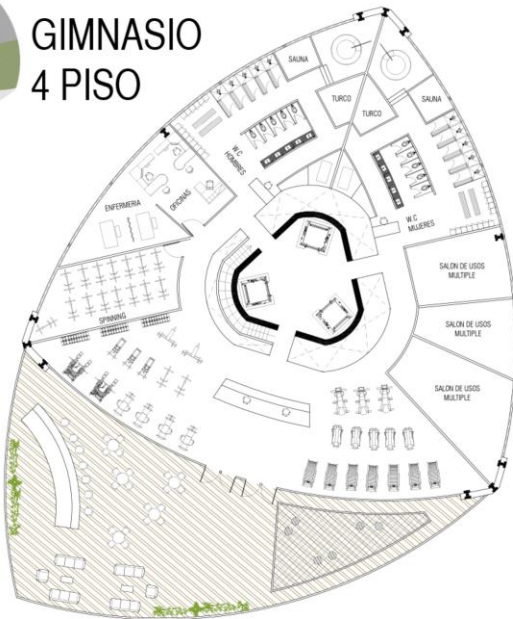 GIMNASIO
4 PISO
SAUNA
TURCO
TURCO
SAUNA
W.C
HOMBRES
W.C
MUJERES
OFICINAS
ENFERMERIA
SPINNING
SALON DE USOS
MULTIPLE
SALON DE USOS
MULTIPLE
SALON DE USOS
MULTIPLE